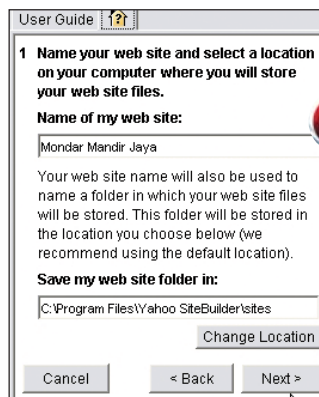 User Guide
1 Name your web site and select a location
on your computer where you will store
your web site files.
Name of my web site:
Mondar Mandir Jaya
Your web site name will also be used to
name a folder in which your web site files
will be stored. This folder will be stored in
the location you choose below (we
recommend using the default location).
Save my web site folder in:
C:\Program Files\Yahoo SiteBuilder\sites
Change Location
Cancel < Back Next >